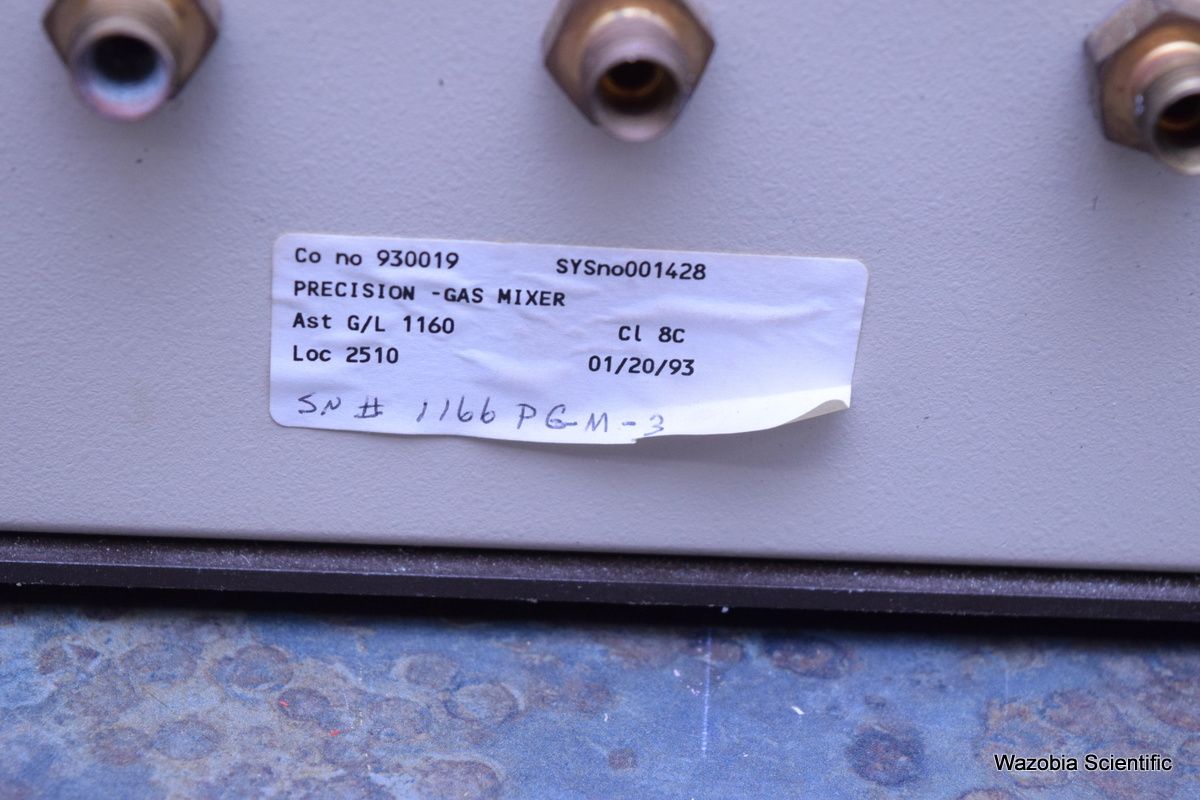 Co no 930019 SYSno001428
PRECISION -GAS MIXER
Ast G/L 1160 Cl 8C
Loc 2510 01/20/93
SN # 1166 PG-M-3
Wazobia Scientific